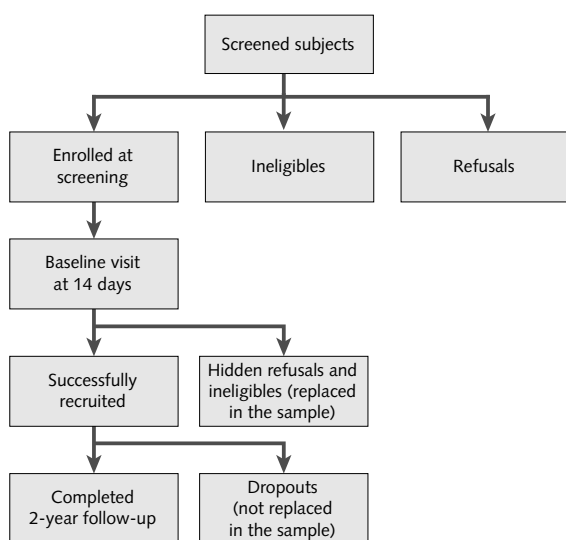 Screened subjects
Enrolled at
screening
Ineligibles
Refusals
Baseline visit
at 14 days
Successfully
recruited
Hidden refusals and
ineligibles (replaced
in the sample)
Completed
2-year follow-up
Dropouts
(not replaced
in the sample)